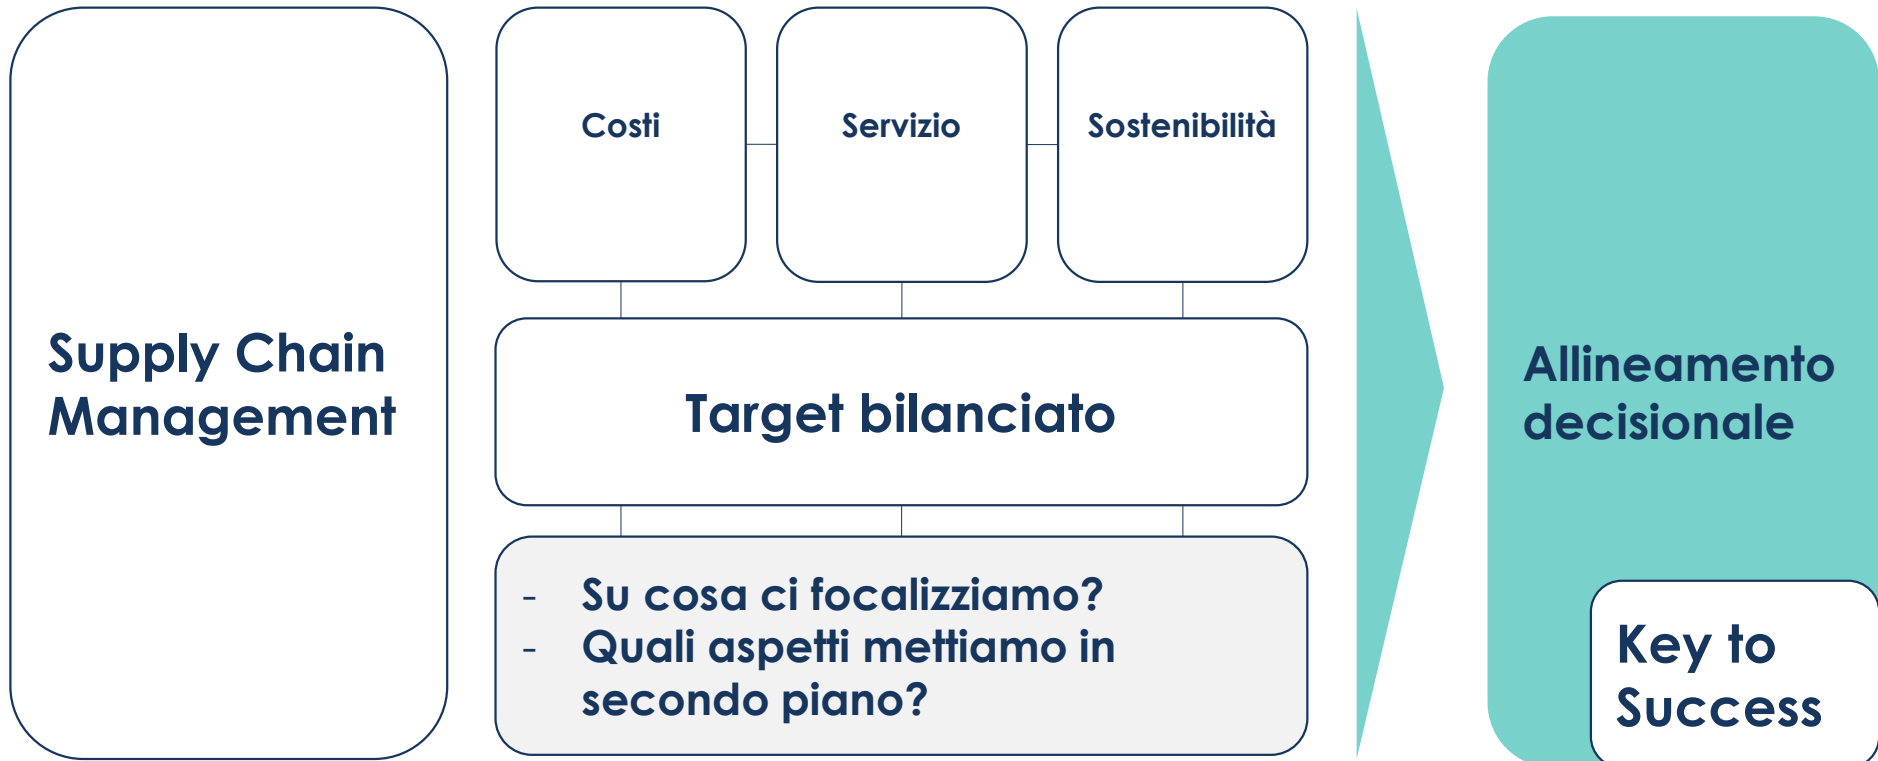 Supply Chain
Management
Costi
Servizio
Sostenibilità
Target bilanciato
- Su cosa ci focalizziamo?
- Quali aspetti mettiamo in
secondo piano?
Allineamento
decisionale
Key to
Success